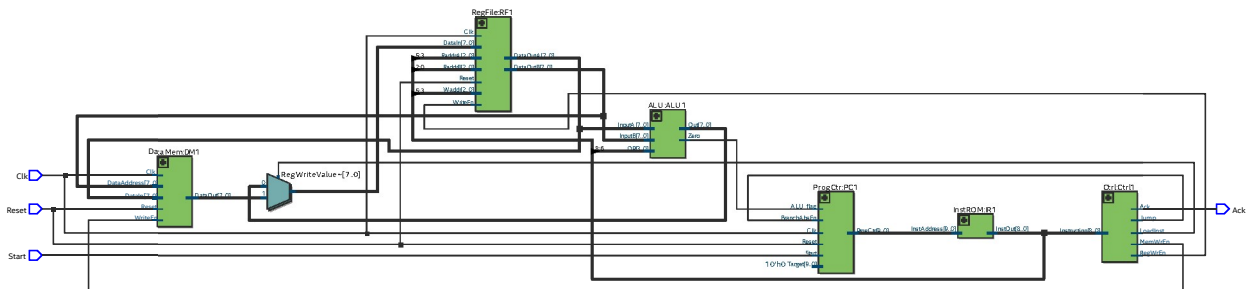 RegFile:RF1
Clk
DataIn[7..0]
RaddrA[2..0]
RaddrB[2..0]
Reset
Waddr[2..0]
WriteEn
DataOutA[7..0]
DataOutB[7..0]
5:3
2:0
5:3
ALU:ALU1
InputA[7..0]
InputB[7..0]
OP[2..0]
Out[7..0]
Zero
8:6
DataMem:DM1
Clk
DataAddress[7..0]
DataIn[7..0]
Reset
WriteEn
DataOut[7..0]
RegWriteValue~[7..0]
0
1
Clk
Reset
Start
ProgCtr:PC1
ALU_flag
BranchAbsEn
Clk
Reset
Start
10'h0 Target[9..0]
ProgCtr[9..0]
InstROM:IR1
InstAddress[9..0]
InstOut[8..0]
Ctrl:Ctrl1
Instruction[8..0]
Ack
Jump
LoadInst
MemWrEn
RegWrEn
Ack